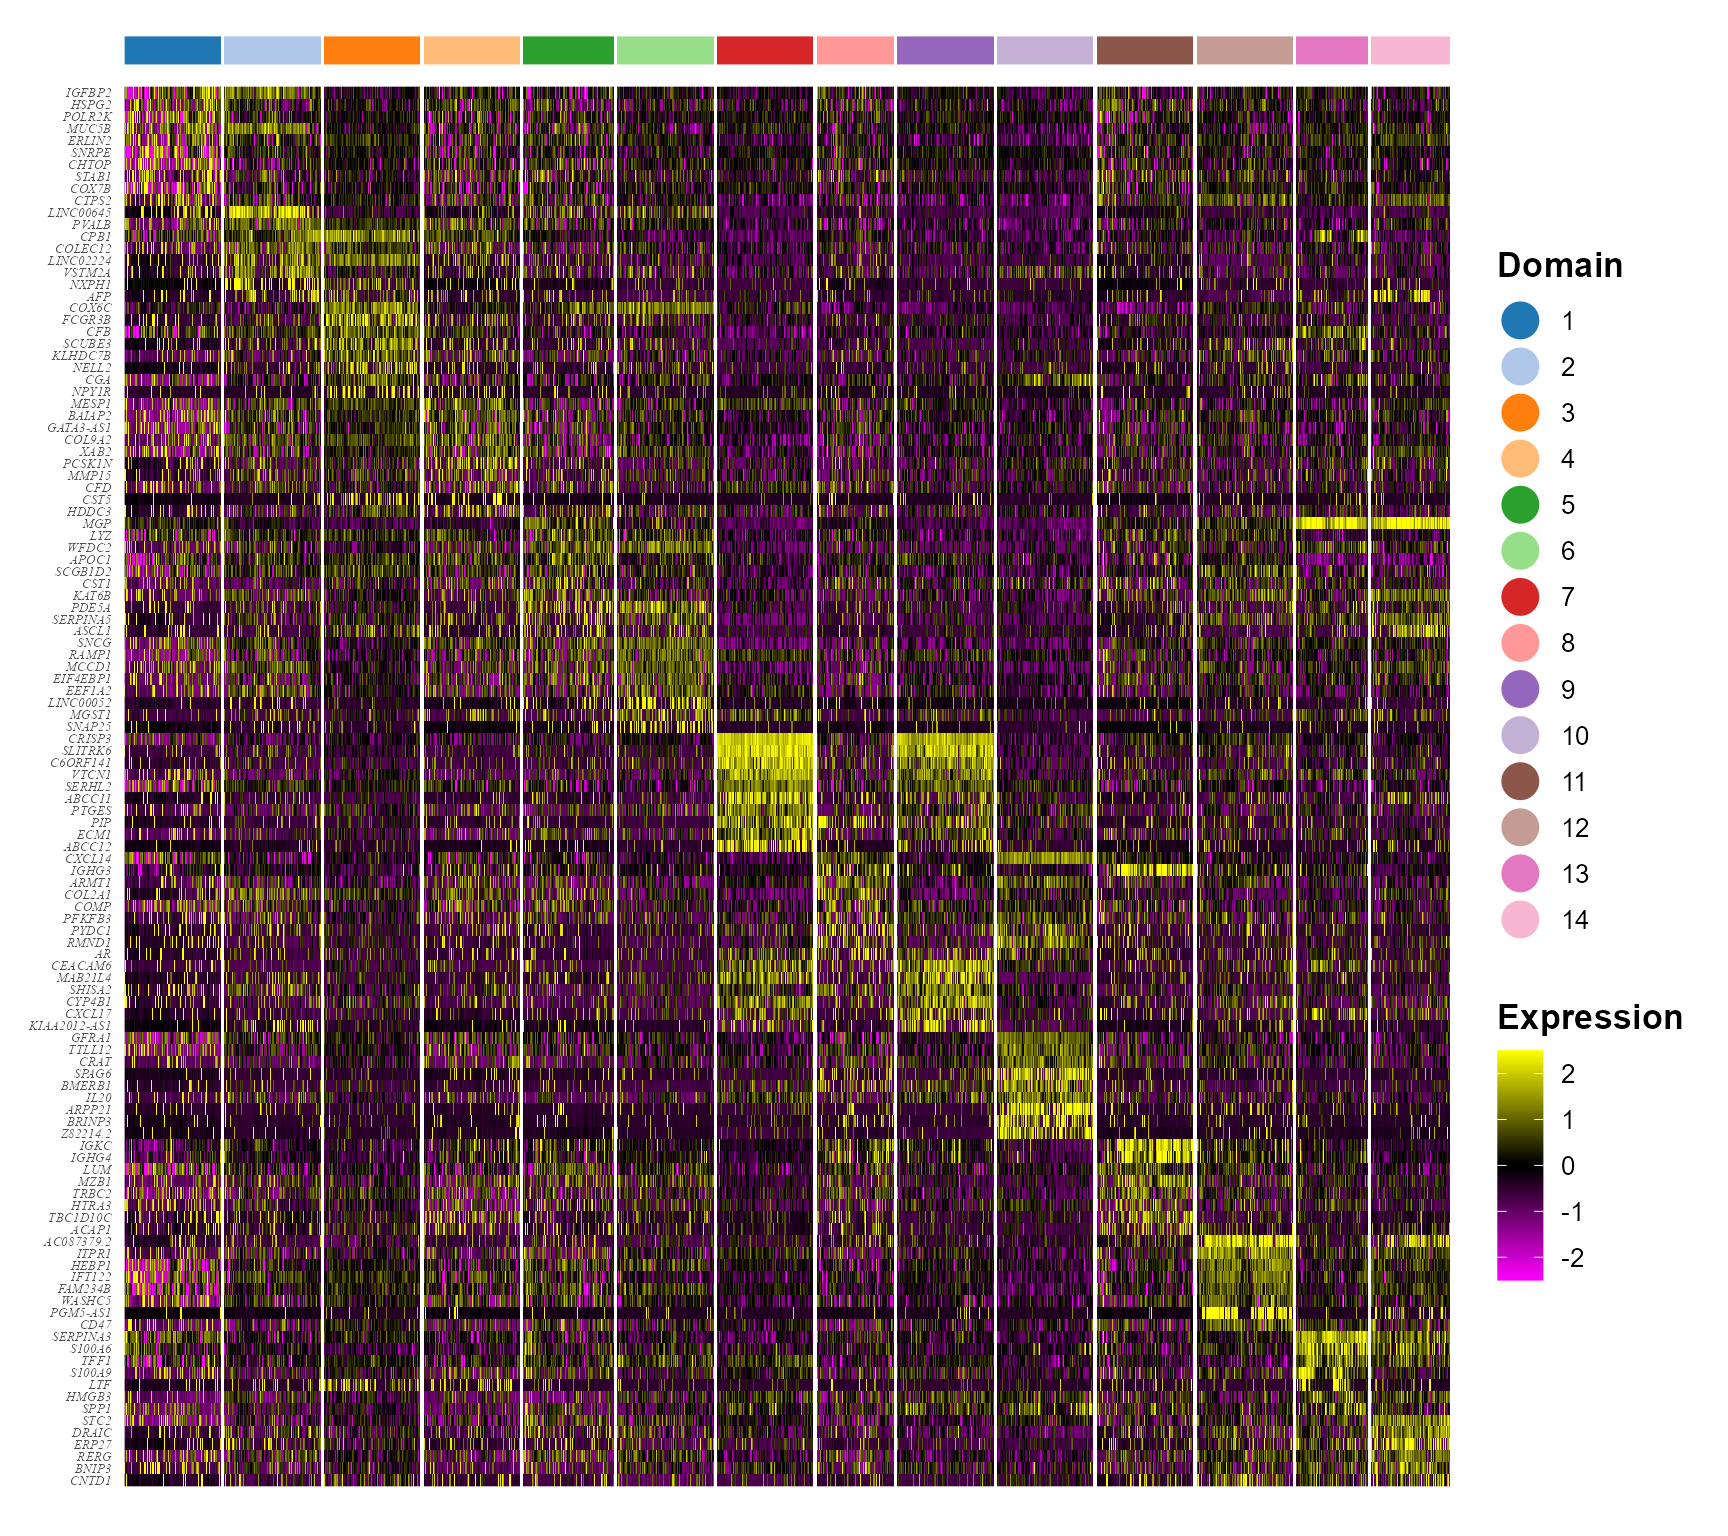 IGFBP2
HSPG2
POLR2K
MUC5B
ERLIN2
SNRPE
CHTOP
STAB1
COX7B
CTPS2
LINC00645
PVALB
CPB1
COLEC12
LINC02224
VSTM2A
NXPH1
AFP
COX6C
FCGR3B
CFB
SCUBE3
KLHDC7B
NELL2
CGA
NPY1R
MESP1
BAIAP2
GATA3-AS1
COL9A2
XAB2
PCSK1N
MMP15
CFD
CST5
HDDC3
MGP
LYZ
WFDC2
APOC1
SCGB1D2
CST1
KAT6B
PDE5A
SERPINA5
ASCL1
SNCG
RAMP1
MCCD1
EIF4EBP1
EEF1A2
LINC00052
MGST1
SNAP25
CRISP3
SLITRK6
C6ORF141
VTCN1
SERHL2
ABCC11
PTGES
PIP
ECM1
ABCC12
CXCL14
IGHG3
ARMT1
COL2A1
COMP
PFKFB3
PYDC1
RMND1
AR
CEACAM6
MAB21L4
SHISA2
CYP4B1
CXCL17
KIAA2012-AS1
GFRA1
TTLL12
CRAT
SPAG6
BMERB1
IL20
ARPP21
BRINP3
Z82214.2
IGKC
IGHG4
LUM
MZB1
TRBC2
HTRA3
TBC1D10C
ACAP1
AC087379.2
ITPR1
HEBP1
IFT122
FAM234B
WASHC5
PGM5-AS1
CD47
SERPINA3
S100A6
TFF1
S100A9
LTF
HMGB3
SPP1
STC2
DRAIC
ERP27
RERG
BNIP3
CNTD1
Domain
1
2
3
4
5
6
7
8
9
10
11
12
13
14
Expression
2
1
0
-1
-2